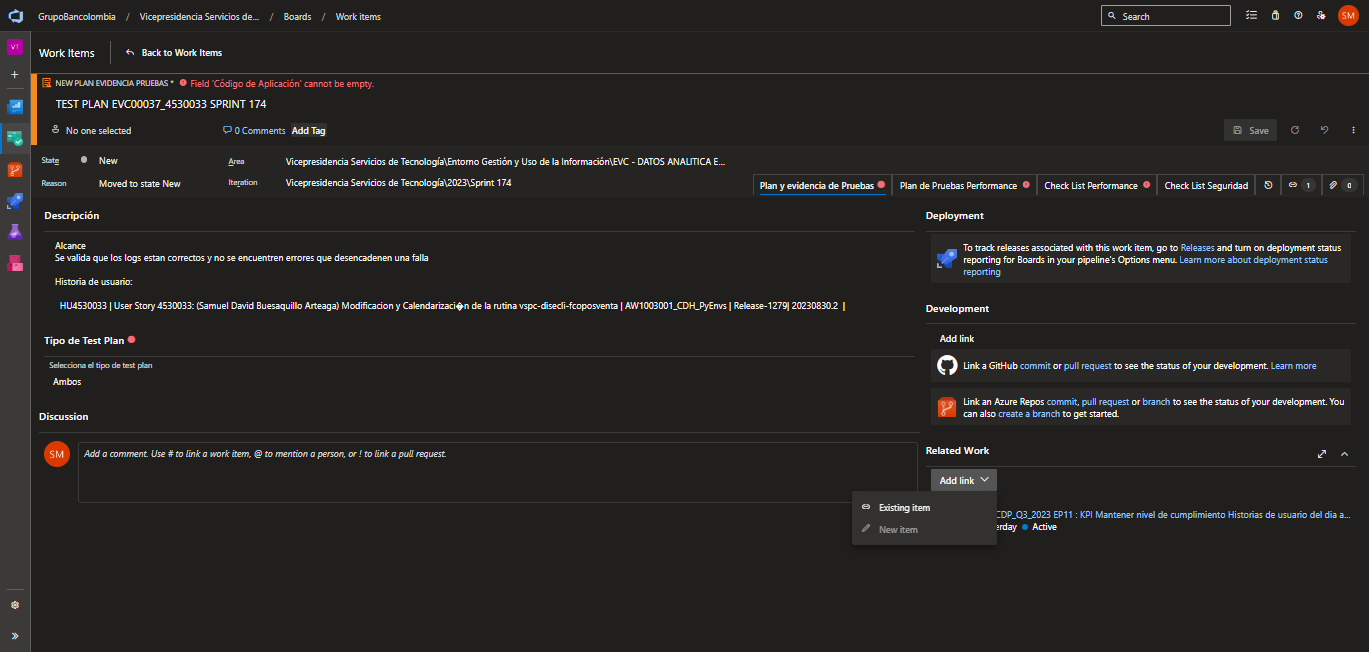 GrupoBancolombia / Vicepresidencia Servicios de... / Boards / Work items
Search
SM
VT
Work Items
Back to Work Items
NEW PLAN EVIDENCIA PRUEBAS * Field 'Código de Aplicación' cannot be empty.
TEST PLAN EVC00037_4530033 SPRINT 174
No one selected
0 Comments
Add Tag
Save
State
New
Area
Vicepresidencia Servicios de Tecnología\Entorno Gestión y Uso de la Información\EVC - DATOS ANALITICA E...
Reason
Moved to state New
Iteration
Vicepresidencia Servicios de Tecnología\2023\Sprint 174
Plan y evidencia de Pruebas
Plan de Pruebas Performance
Check List Performance
Check List Seguridad
1
0
Descripción
Alcance
Se valida que los logs estan correctos y no se encuentren errores que desencadenen una falla
Historia de usuario:
HU4530033 | User Story 4530033: (Samuel David Buesaquillo Arteaga) Modificacion y Calendarizaci�n de la rutina vspc-disecli-fcoposventa | AW1003001_CDH_PyEnvs | Release-1279| 20230830.2 |
Tipo de Test Plan
Selecciona el tipo de test plan
Ambos
Discussion
SM
Add a comment. Use # to link a work item, @ to mention a person, or ! to link a pull request.
Deployment
To track releases associated with this work item, go to Releases and turn on deployment status
reporting for Boards in your pipeline's Options menu. Learn more about deployment status
reporting
Development
Add link
Link a GitHub commit or pull request to see the status of your development. Learn more
Link an Azure Repos commit, pull request or branch to see the status of your development. You
can also create a branch to get started.
Related Work
Add link
Existing item
New item
CDP_Q3_2023 EP11 : KPI Mantener nivel de cumplimiento Historias de usuario del dia a...
erday Active